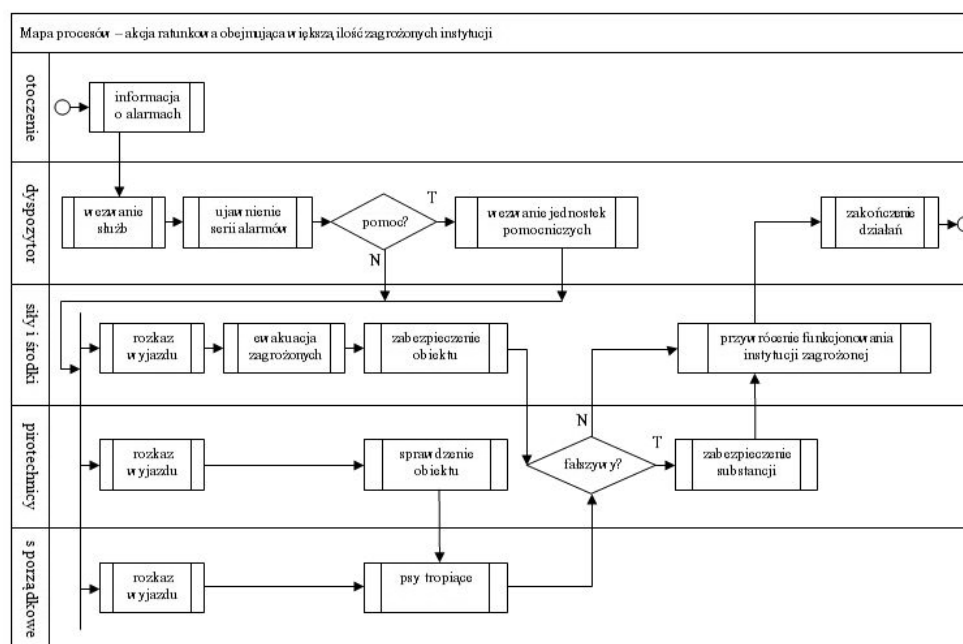 Mapa procesów – akcja ratunkowa obejmująca większą ilość zagrożonych instytucji
otoczenie
informacja
o alarmach
dyspozytor
wezwanie
służb
ujawnienie
serii alarmów
pomoc?
T
N
wezwanie jednostek
pomocniczych
zakończenie
działań
siły i środki
rozkaz
wyjazdu
ewakuacja
zagrożonych
zabezpieczenie
obiektu
przywrócenie funkcjonowania
instytucji zagrożonej
pirotechnicy
rozkaz
wyjazdu
sprawdzenie
obiektu
N
fałszywy?
T
zabezpieczenie
substancji
s porządkowe
rozkaz
wyjazdu
psy tropiące